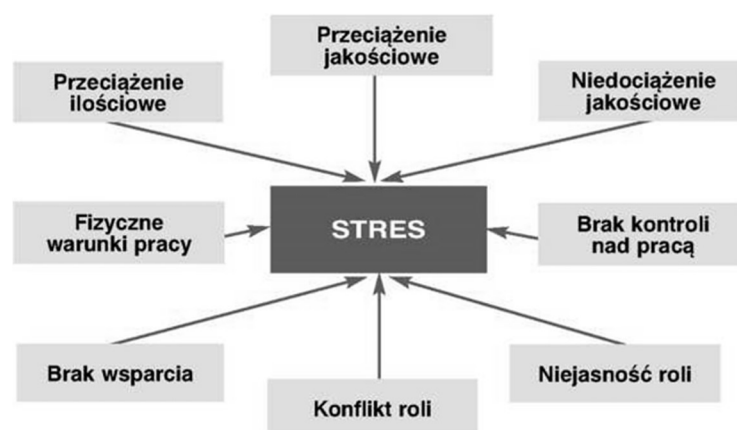 Przeciążenie
jakościowe
Przeciążenie
ilościowe
Niedociążenie
jakościowe
Fizyczne
warunki pracy
STRES
Brak kontroli
nad pracą
Brak wsparcia
Konflikt roli
Niejasność roli